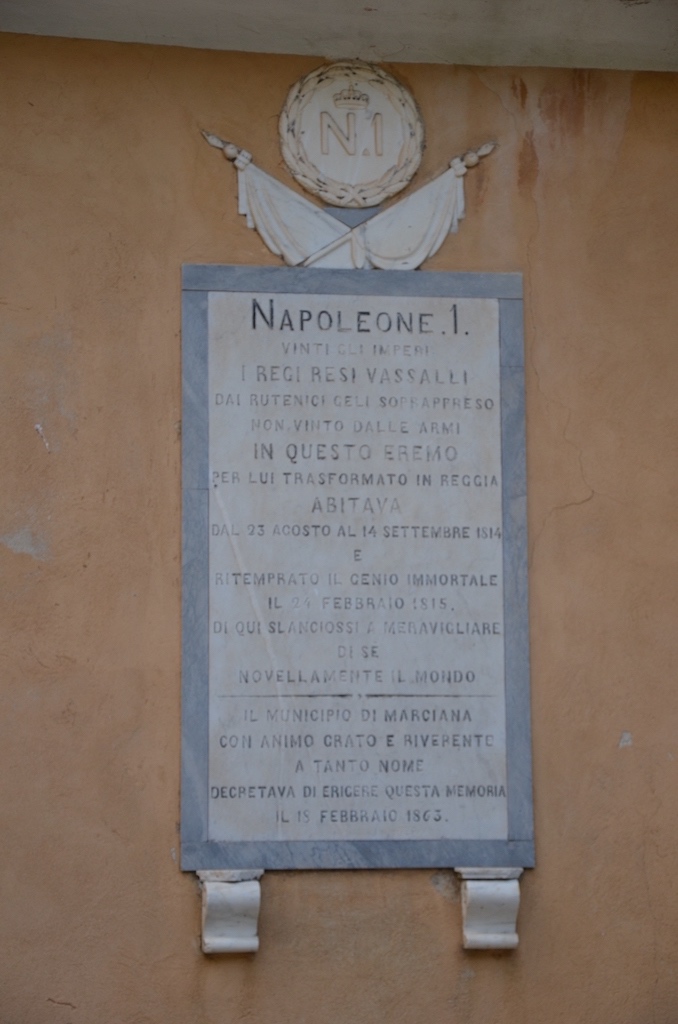 N.1
NAPOLEONE.1.
VINTI GLI IMPERI
I REGI RESI VASSALLI
DAI RUTENICI GELI SOPRAPPRESO
NON VINTO DALLE ARMI
IN QUESTO EREMO
PER LUI TRASFORMATO IN REGGIA
ABITAVA
DAL 23 AGOSTO AL 14 SETTEMBRE 1814
E
RITEMPRATO IL GENIO IMMORTALE
IL 24 FEBBRAIO 1815.
DI QUI SLANCIOSSI A MERAVIGLIARE
DI SE
NOVELLAMENTE IL MONDO
IL MUNICIPIO DI MARCIANA
CON ANIMO GRATO E RIVERENTE
A TANTO NOME
DECRETAVA DI ERIGERE QUESTA MEMORIA
IL 18 FEBBRAIO 1863.